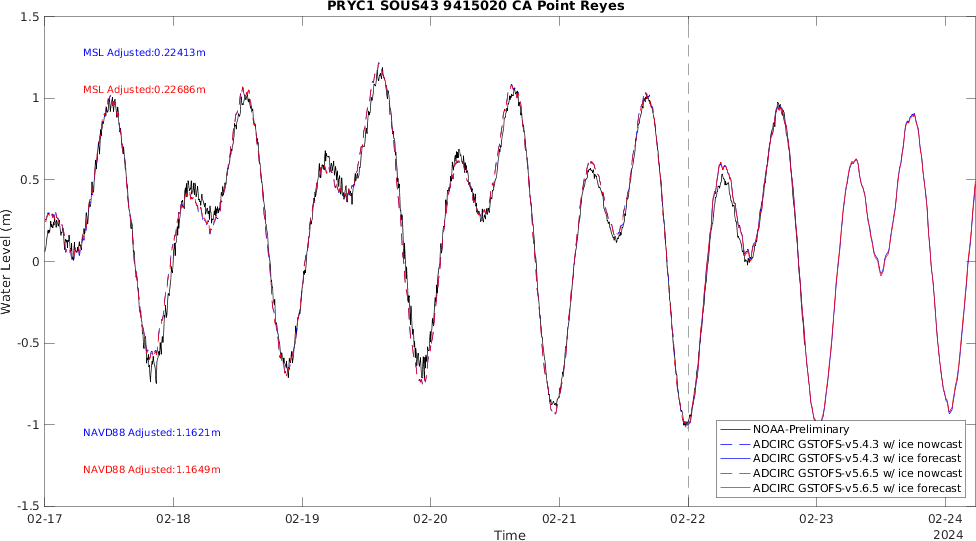 PRYC1 SOUS43 9415020 CA Point Reyes
1.5
MSL Adjusted:0.22413m
MSL Adjusted:0.22686m
1
0.5
0
-0.5
-1
-1.5
Water Level (m)
NAVD88 Adjusted:1.1621m
NAVD88 Adjusted:1.1649m
NOAA-Preliminary
ADCIRC GSTOFS-v5.4.3 w/ ice nowcast
ADCIRC GSTOFS-v5.4.3 w/ ice forecast
ADCIRC GSTOFS-v5.6.5 w/ ice nowcast
ADCIRC GSTOFS-v5.6.5 w/ ice forecast
02-17 02-18 02-19 02-20 02-21 02-22 02-23 02-24
Time
2024